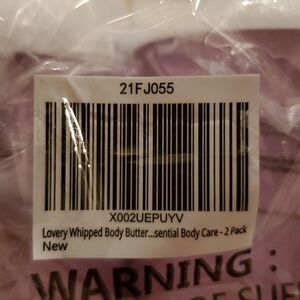 21FJ055
X002UEPUYV
Lovery Whipped Body Butter...sential Body Care - 2 Pack
New
WARNING :